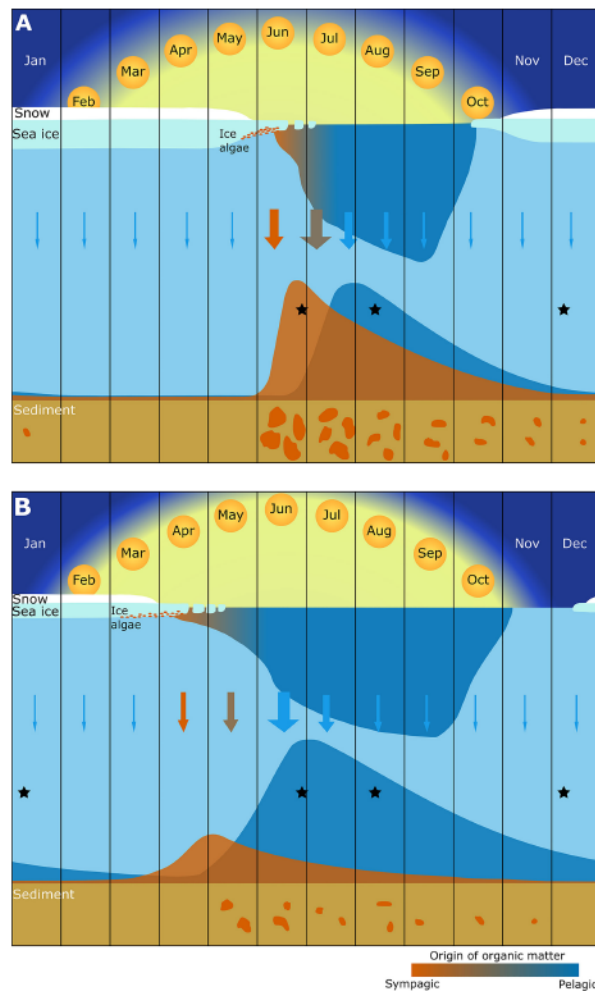 A
Jan
Feb
Mar
Apr
May
Jun
Jul
Aug
Sep
Oct
Nov
Dec
Snow
Sea ice
Ice
algae
Sediment
B
Jan
Feb
Mar
Apr
May
Jun
Jul
Aug
Sep
Oct
Nov
Dec
Snow
Sea ice
Ice
algae
Sediment
Origin of organic matter
Sympagic
Pelagic